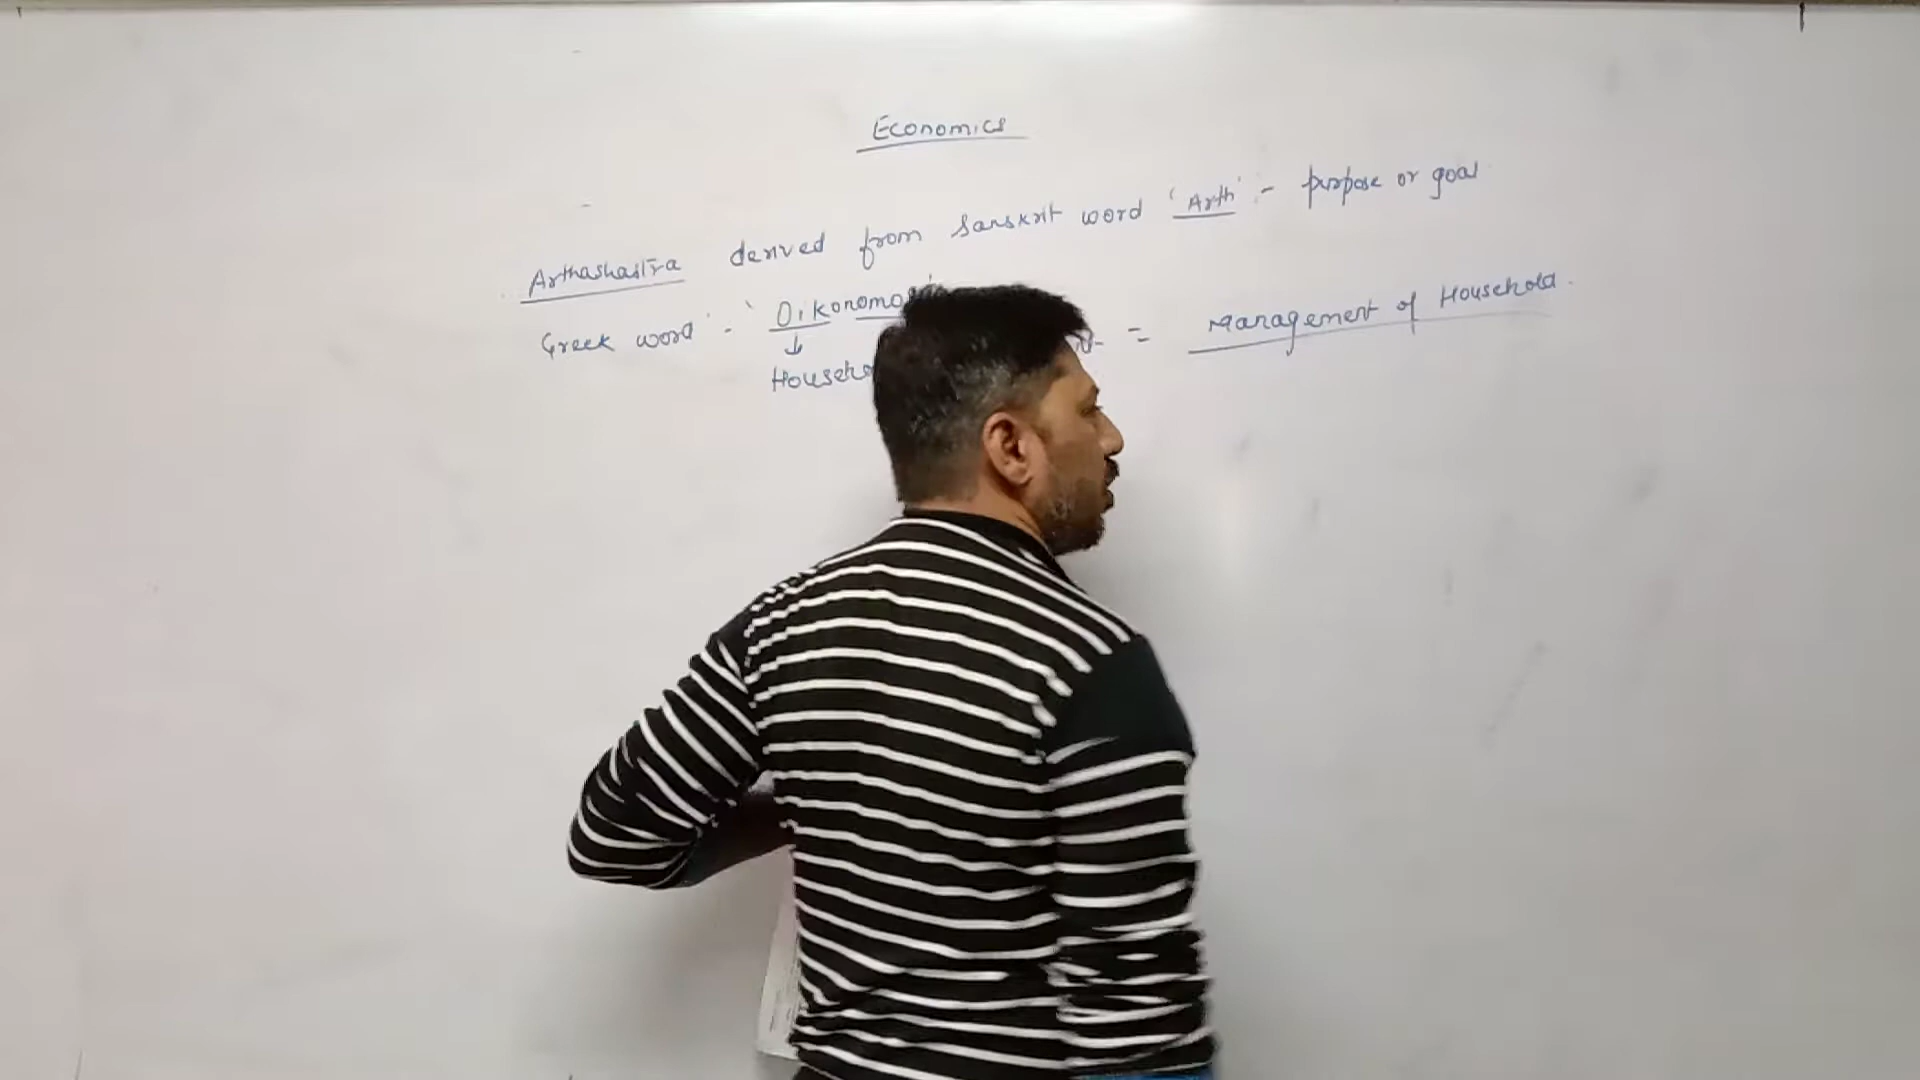 Economics
Arthashastra derived from Sanskrit word 'Arth' :- purpose or goal
Greek word - ' Oikonomo
↓
Househo = Management of Household.